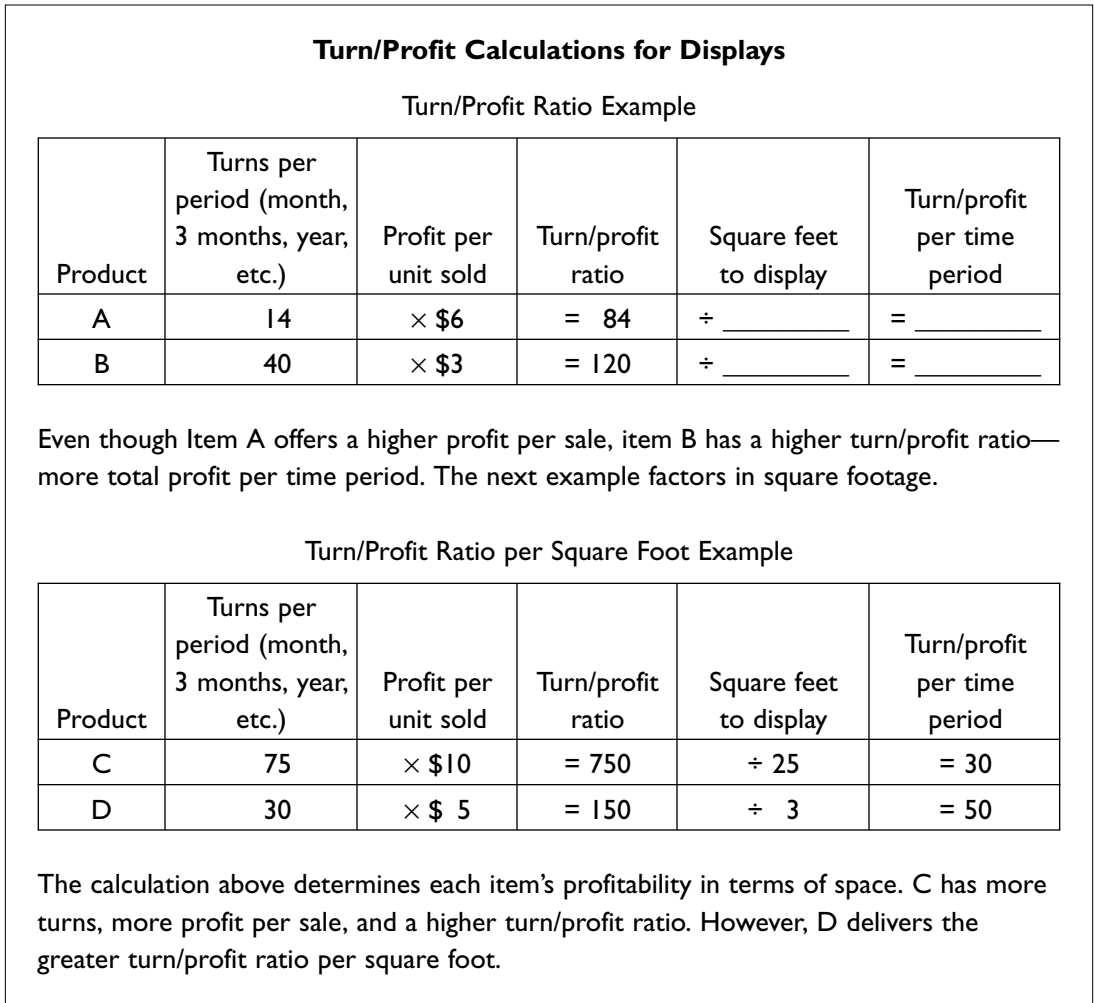 Turn/Profit Calculations for Displays
Turn/Profit Ratio Example
Product
Turns per
period (month,
3 months, year,
etc.)
Profit per
unit sold
Turn/profit
ratio
Square feet
to display
Turn/profit
per time
period
A 14 × $6 = 84 ÷ _________ = _________
B 40 × $3 = 120 ÷ _________ = _________
Even though Item A offers a higher profit per sale, item B has a higher turn/profit ratio—
more total profit per time period. The next example factors in square footage.
Turn/Profit Ratio per Square Foot Example
Product
Turns per
period (month,
3 months, year,
etc.)
Profit per
unit sold
Turn/profit
ratio
Square feet
to display
Turn/profit
per time
period
C 75 × $10 = 750 ÷ 25 = 30
D 30 × $ 5 = 150 ÷ 3 = 50
The calculation above determines each item’s profitability in terms of space. C has more
turns, more profit per sale, and a higher turn/profit ratio. However, D delivers the
greater turn/profit ratio per square foot.